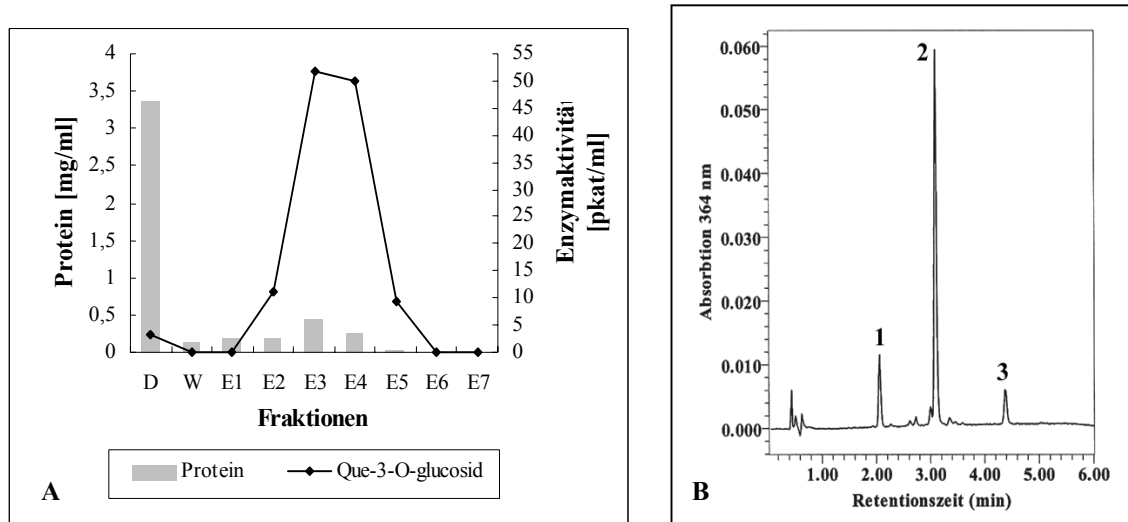 4
3,5
3
2,5
2
1,5
1
0,5
0
Protein [mg/ml]
55
50
45
40
35
30
25
20
15
10
5
0
Enzymaktivität
[pkat/ml]
D W E1 E2 E3 E4 E5 E6 E7
Fraktionen
Protein Que-3-O-glucosid
A
0.060
0.050
0.040
0.030
0.020
0.010
0.000
Absorbtion 364 nm
1
2
3
1.00 2.00 3.00 4.00 5.00 6.00
Retentionszeit (min)
B